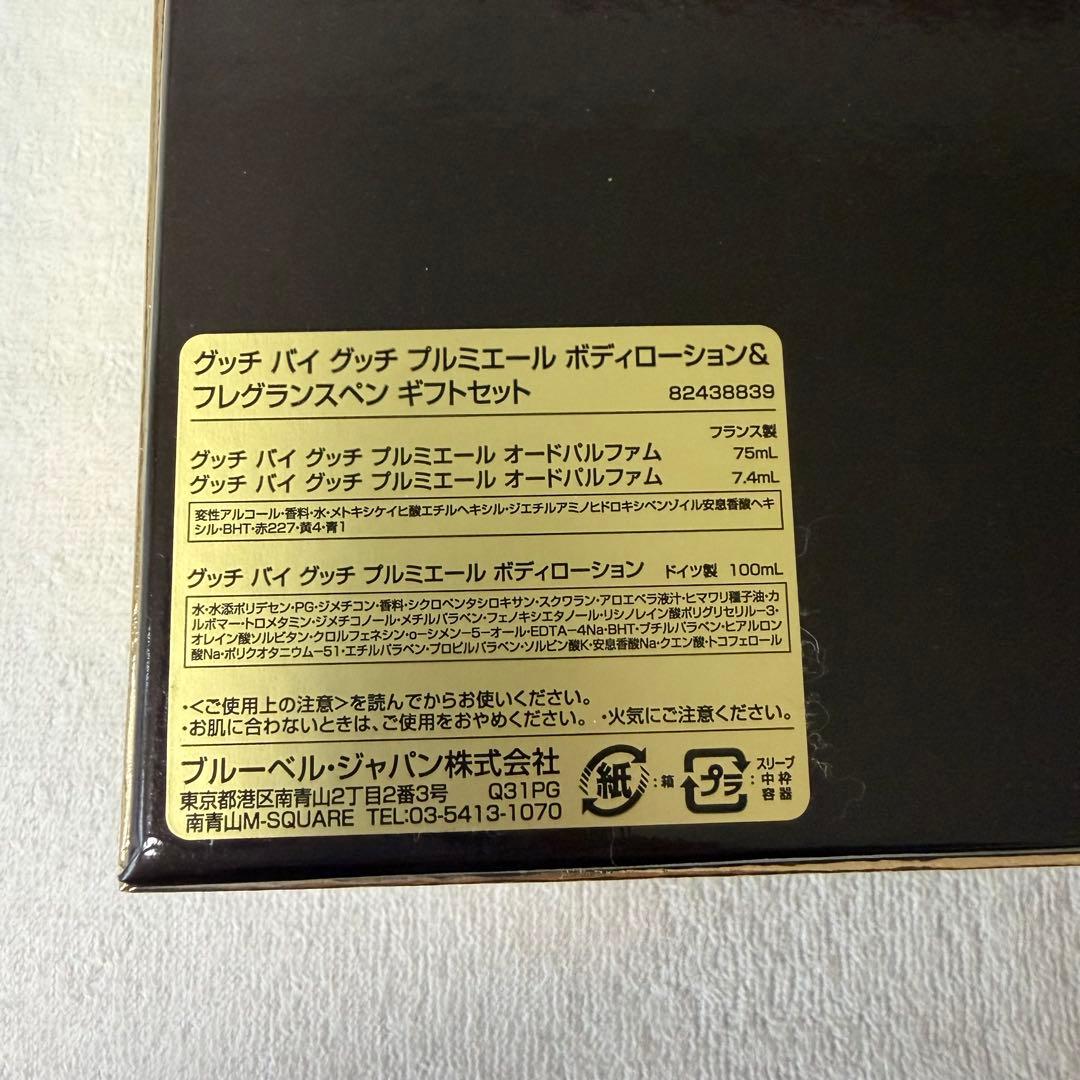 グッチ バイ グッチ プルミエール ボディローション&
フレグランスペン ギフトセット 82438839
フランス製
グッチ バイ グッチ プルミエール オードパルファム 75mL
グッチ バイ グッチ プルミエール オードパルファム 7.4mL
変性アルコール・香料・水・メトキシケイヒ酸エチルヘキシル・ジエチルアミノヒドロキシベンゾイル安息香酸ヘキ
シル・BHT・赤227・黄4・青1
グッチ バイ グッチ プルミエール ボディローション ドイツ製 100mL
水・水添ポリデセン・PG・ジメチコン・香料・シクロペンタシロキサン・スクワラン・アロエベラ液汁・ヒマワリ種子油・カ
ルボマー・トロメタミン・ジメチコノール・メチルパラベン・フェノキシエタノール・リシノレイン酸ポリグリセリル-3・
オレイン酸ソルビタン・クロルフェネシン・o-シメン-5-オール・EDTA-4Na・BHT・ブチルパラベン・ヒアルロン
酸Na・ポリクオタニウム-51・エチルパラベン・プロピルパラベン・ソルビン酸K・安息香酸Na・クエン酸・トコフェロール
・<ご使用上の注意>を読んでからお使いください。
・お肌に合わないときは、ご使用をおやめください。 ・火気にご注意ください。
ブルーベル・ジャパン株式会社
東京都港区南青山2丁目2番3号 Q31PG
南青山M-SQUARE TEL:03-5413-1070
紙 :箱
プラ :スリーブ
中枠
容器